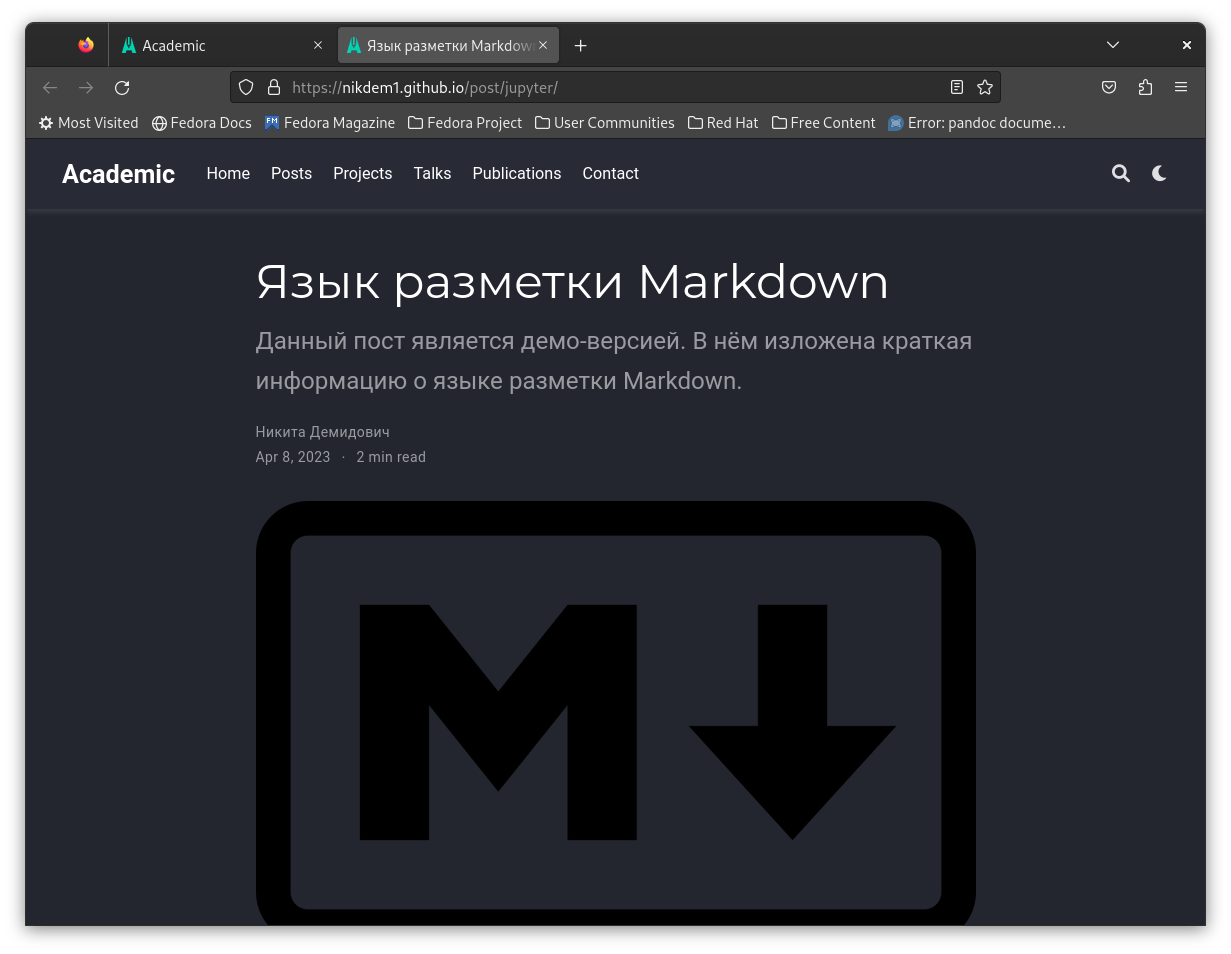 Academic
Язык разметки Markdow
https://nikdem1.github.io/post/jupyter/
Most Visited Fedora Docs FM Fedora Magazine Fedora Project User Communities Red Hat Free Content Error: pandoc docume…
Academic Home Posts Projects Talks Publications Contact
Язык разметки Markdown
Данный пост является демо-версией. В нём изложена краткая
информацию о языке разметки Markdown.
Никита Демидович
Apr 8, 2023 · 2 min read
M